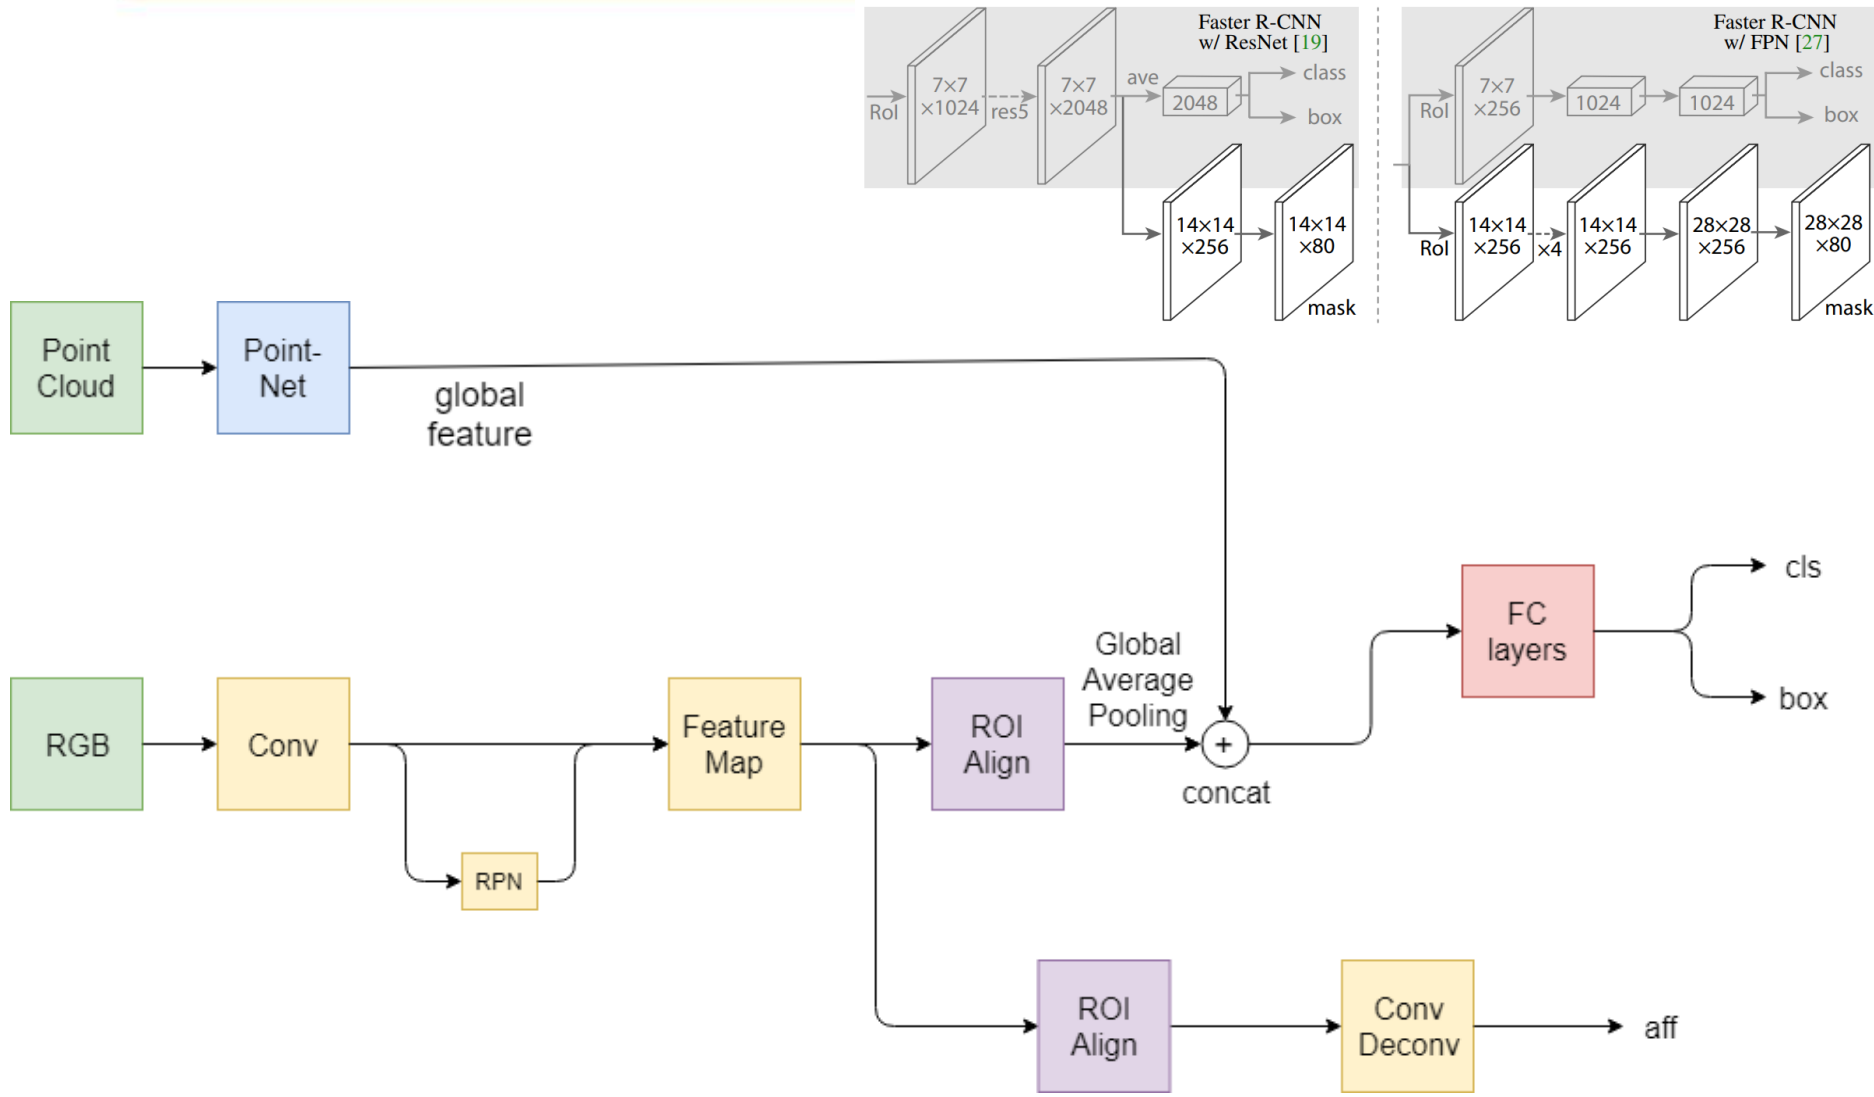 Faster R-CNN
w/ ResNet [19]
RoI
7×7
×1024
res5
7×7
×2048
ave
2048
class
box
14×14
×256
14×14
×80
mask
Faster R-CNN
w/ FPN [27]
RoI
7×7
×256
1024
1024
class
box
RoI
14×14
×256
×4
14×14
×256
28×28
×256
28×28
×80
mask
Point
Cloud
Point-
Net
global
feature
RGB
Conv
RPN
Feature
Map
ROI
Align
Global
Average
Pooling
+
concat
FC
layers
cls
box
ROI
Align
Conv
Deconv
aff